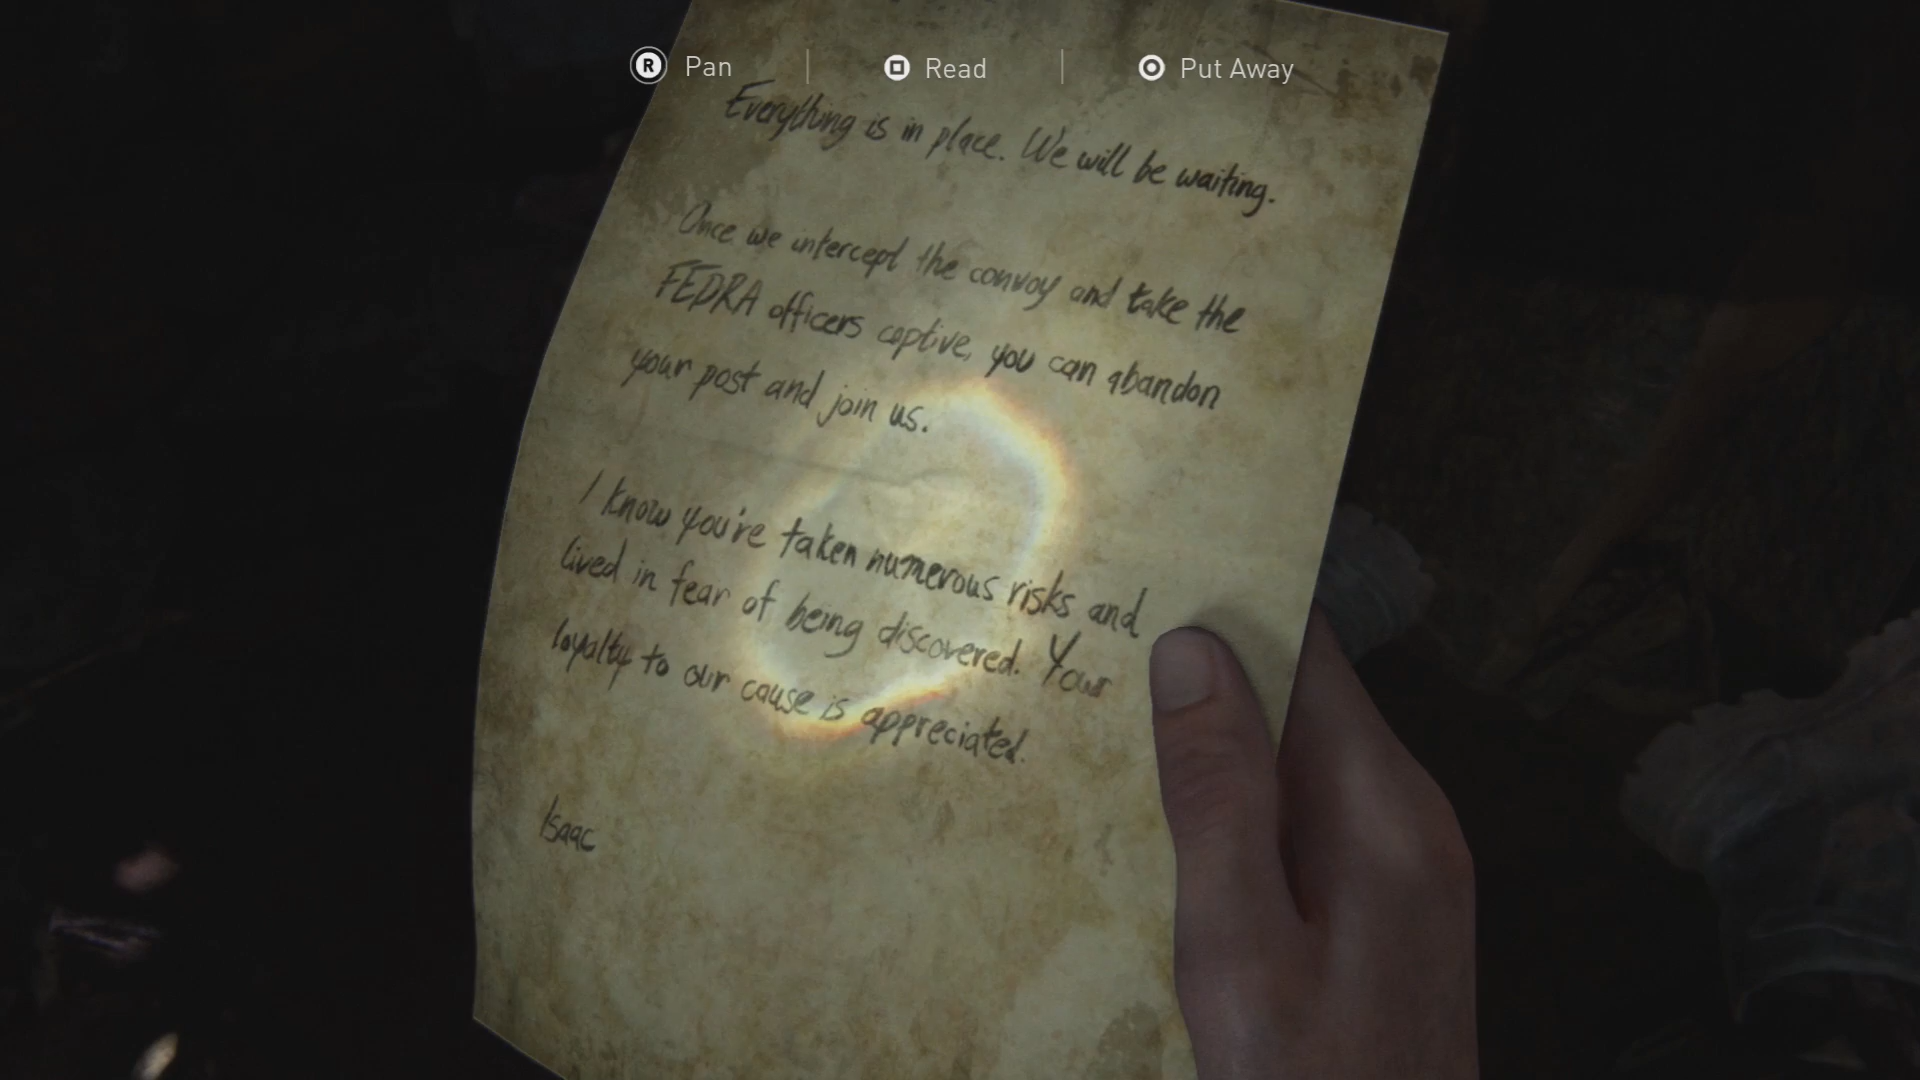 R Pan | Read | Put Away
Everything is in place. We will be waiting.
Once we intercept the convoy and take the
FEDRA officers captive, you can abandon
your post and join us.
I know you're taken numerous risks and
lived in fear of being discovered. Your
loyalty to our cause is appreciated.
Isaac